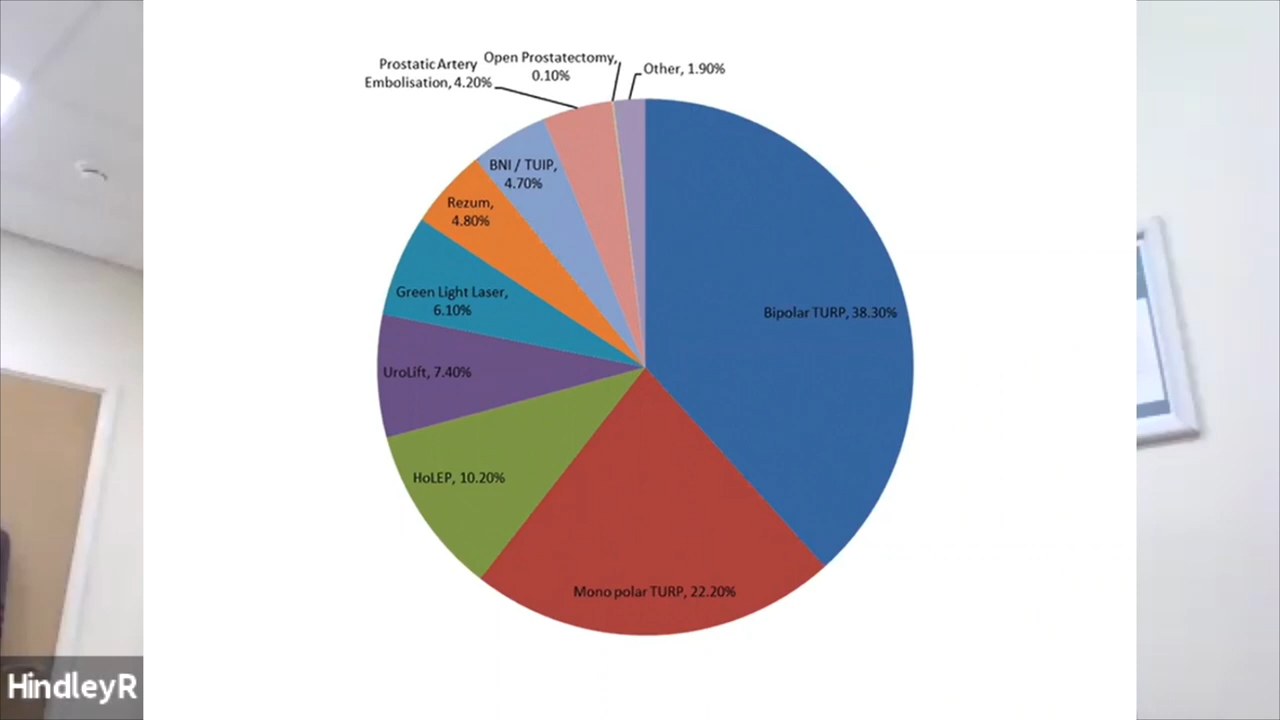 Prostatic Artery
Embolisation, 4.20%
Open Prostatectomy,
0.10%
Other, 1.90%
BNI / TUIP,
4.70%
Rezum,
4.80%
Green Light Laser,
6.10%
Bipolar TURP, 38.30%
UroLift, 7.40%
HoLEP, 10.20%
Mono polar TURP, 22.20%
HindleyR